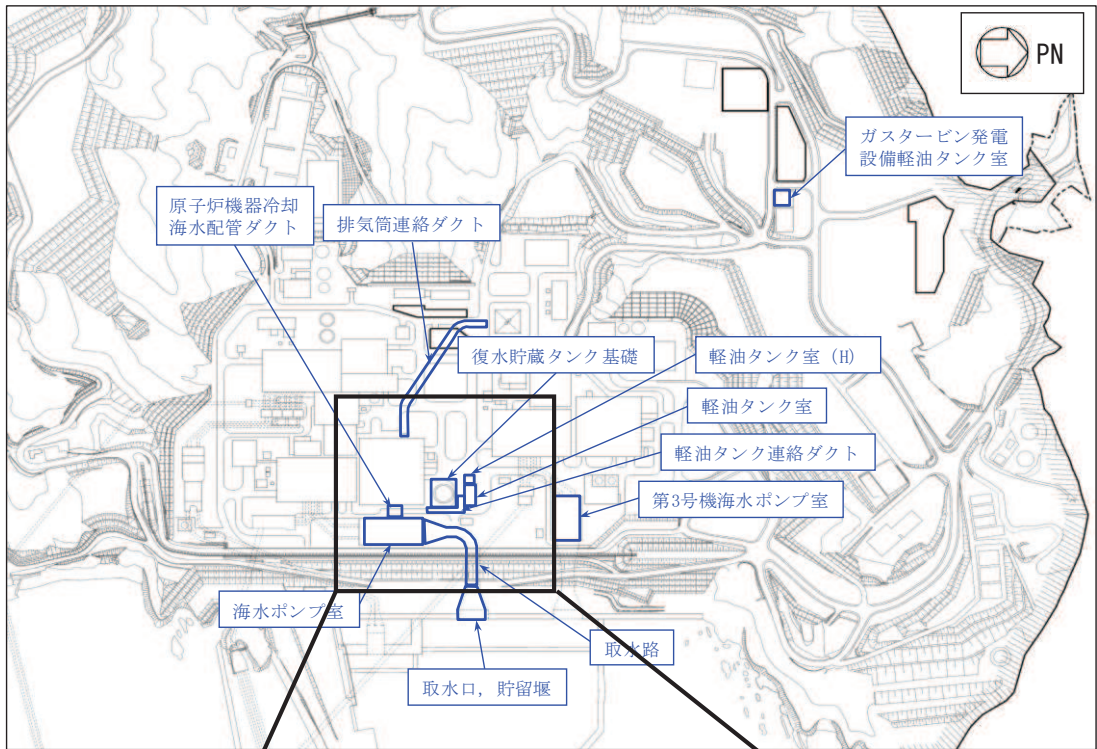 PN
ガスタービン発電
設備軽油タンク室
原子炉機器冷却
海水配管ダクト
排気筒連絡ダクト
復水貯蔵タンク基礎
軽油タンク室 (H)
軽油タンク室
軽油タンク連絡ダクト
第3号機海水ポンプ室
海水ポンプ室
取水路
取水口，貯留堰